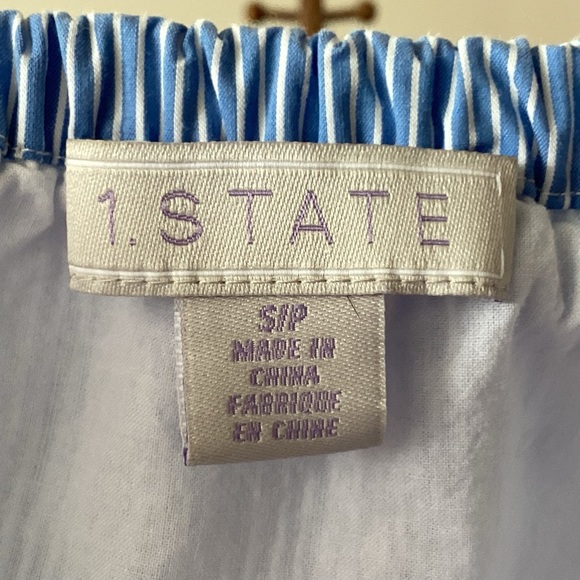 1. STATE
S/P
MADE IN
CHINA
FABRIQUE
EN CHINE